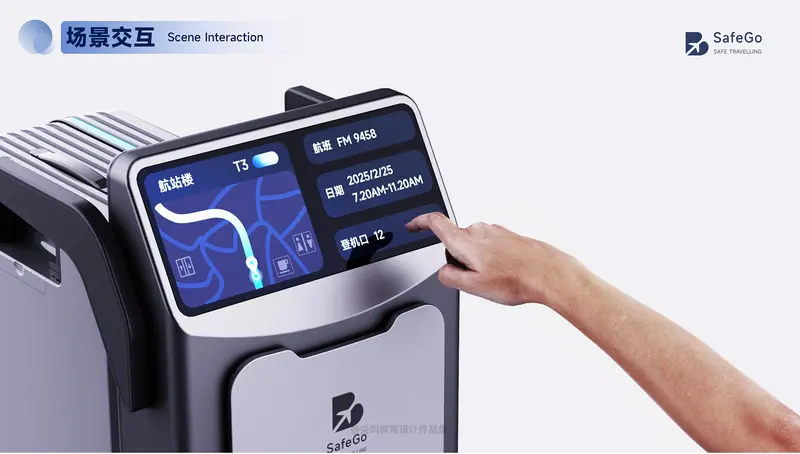 场景交互 Scene Interaction
SafeGo
SAFE TRAVELLING
航站楼 T3
航班 FM 9458
日期 2025/2/25
7.20AM-11.20AM
登机口 12
SafeGo